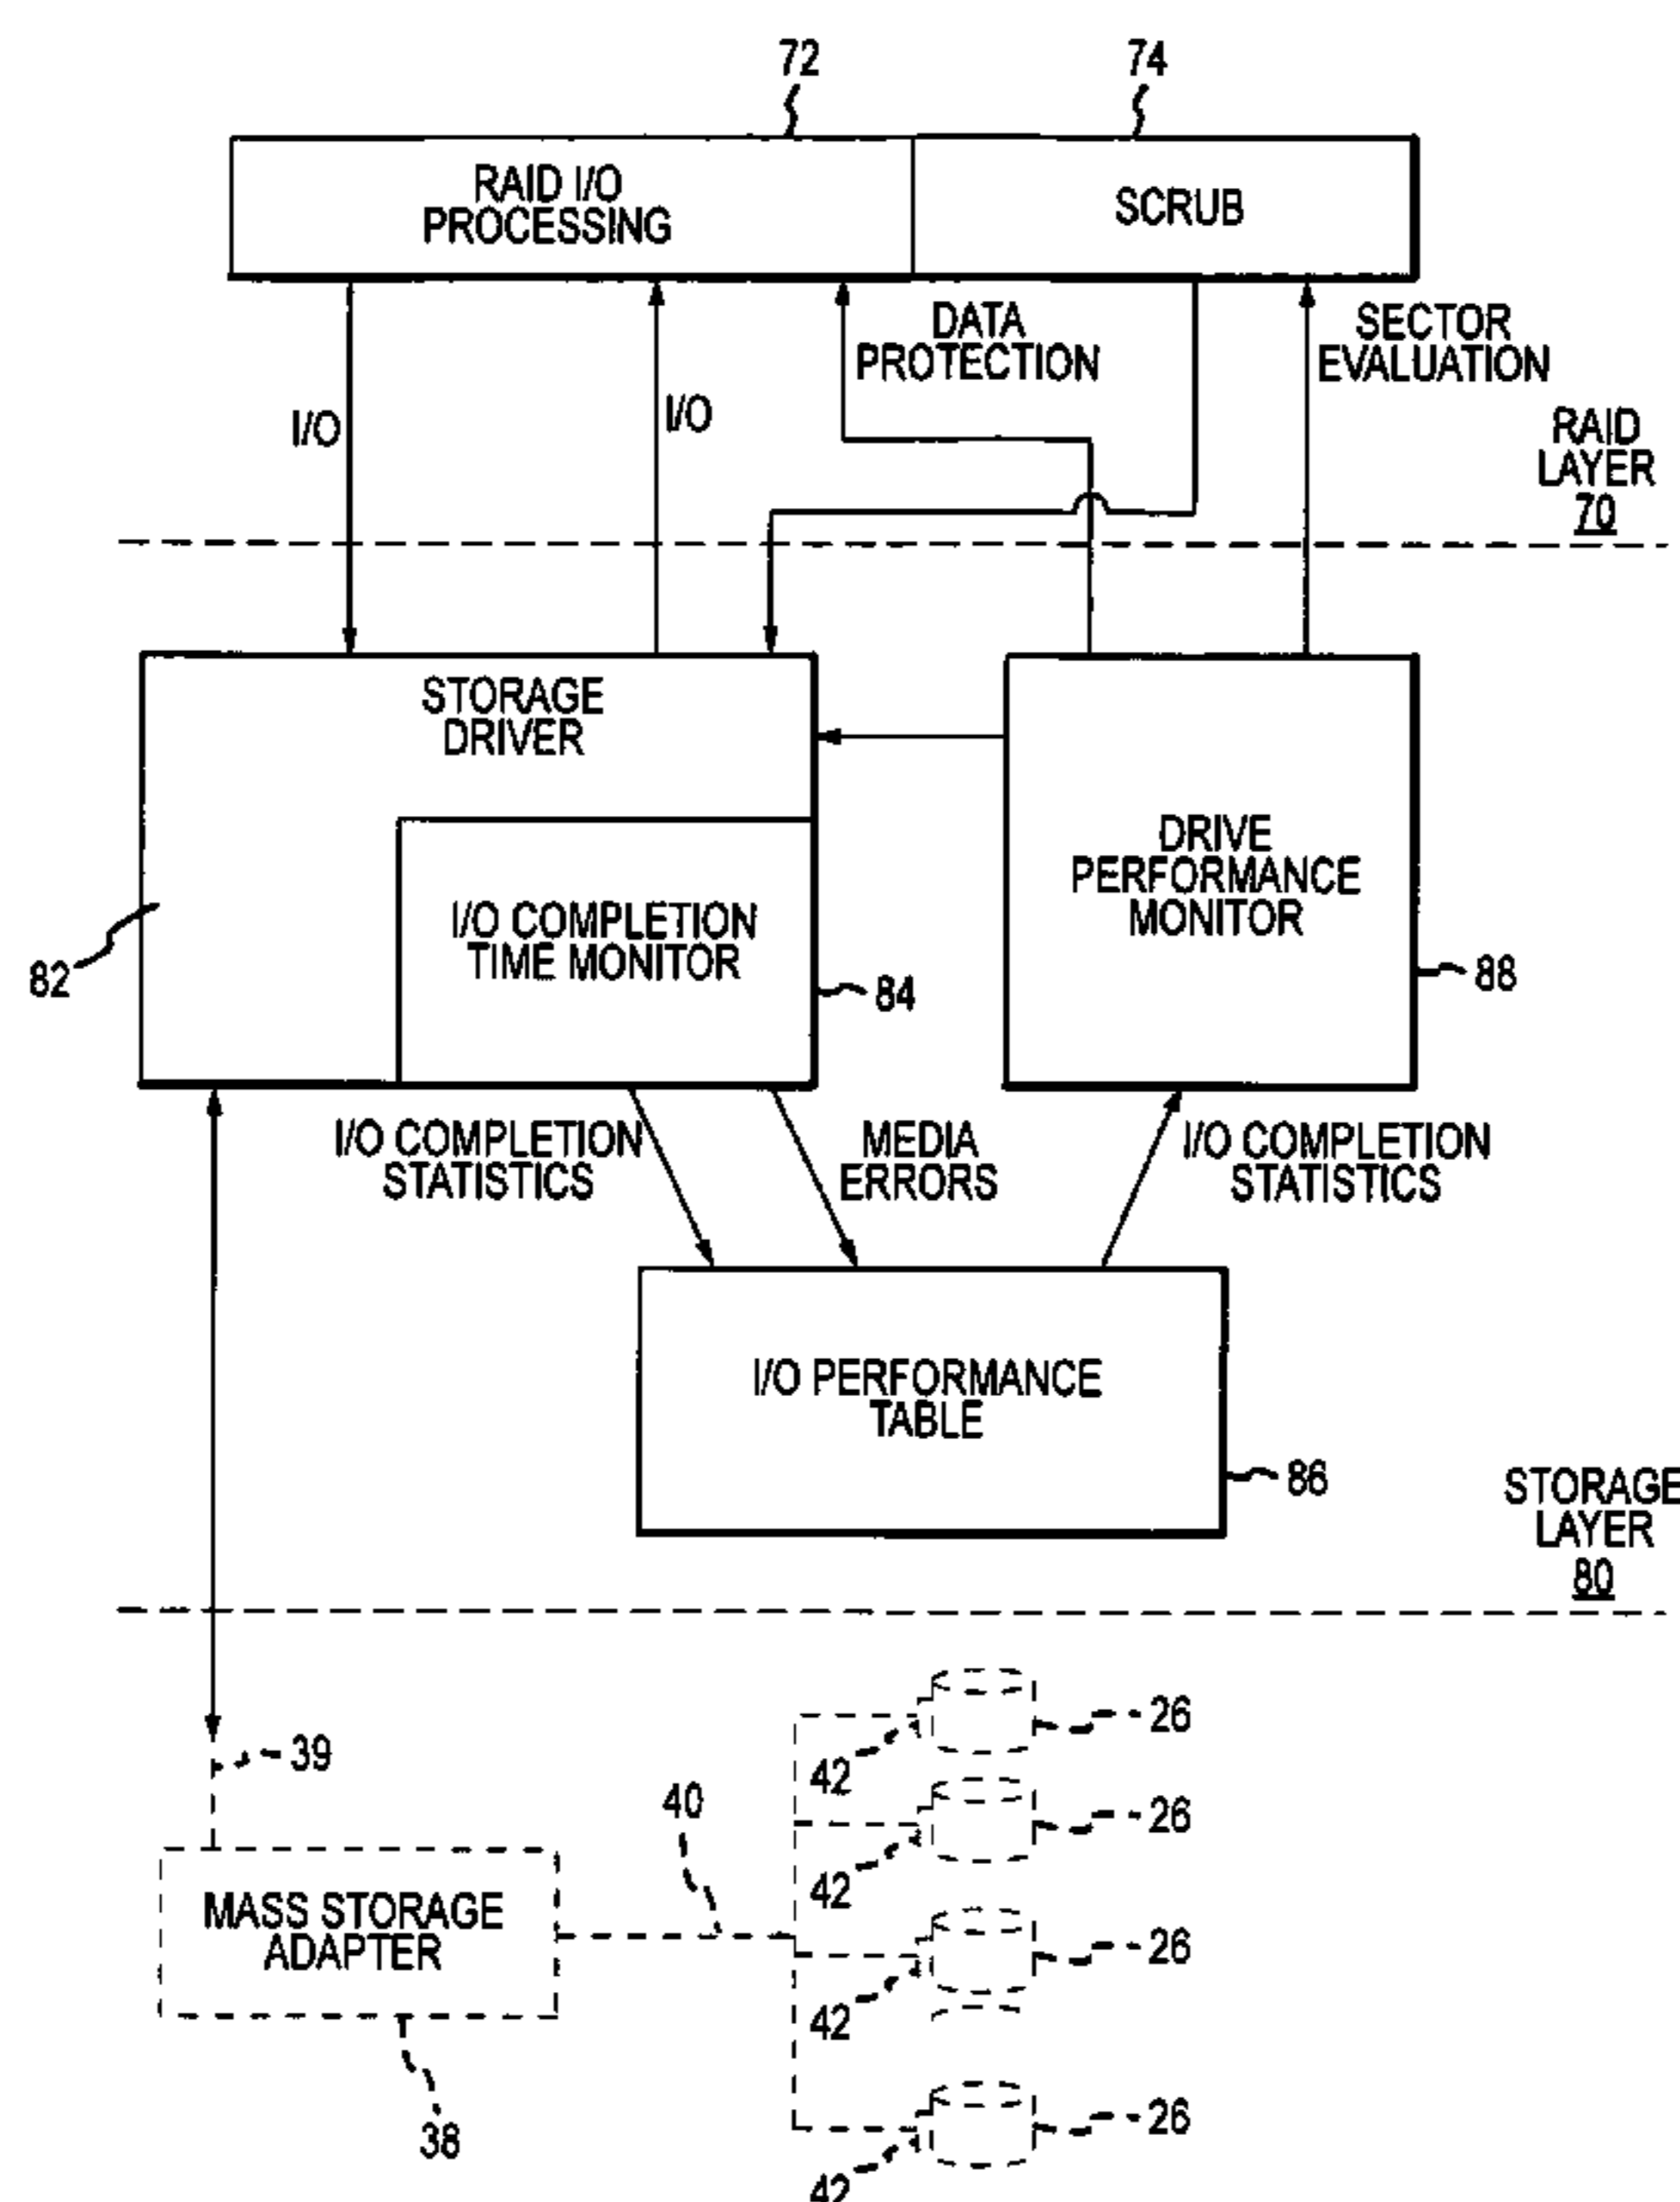 72
74
RAID I/O
PROCESSING
SCRUB
DATA
PROTECTION
SECTOR
EVALUATION
I/O
I/O
RAID
LAYER
70
STORAGE
DRIVER
DRIVE
PERFORMANCE
MONITOR
I/O COMPLETION
TIME MONITOR
82
84
88
I/O COMPLETION
STATISTICS
MEDIA
ERRORS
I/O COMPLETION
STATISTICS
I/O PERFORMANCE
TABLE
86
STORAGE
LAYER
80
39
40
42
26
42
26
42
26
42
26
MASS STORAGE
ADAPTER
38